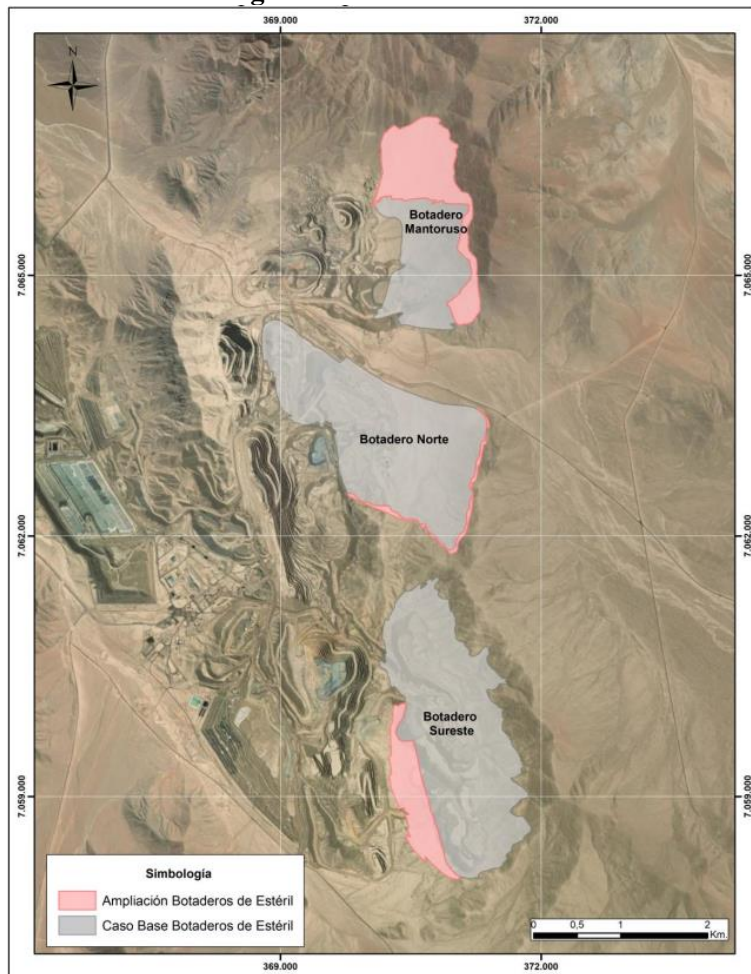 369.000
372.000
N
Botadero
Mantoruso
7.065.000
7.065.000
Botadero Norte
7.062.000
7.062.000
Botadero
Sureste
7.059.000
7.059.000
Simbología
Ampliación Botaderos de Estéril
Caso Base Botaderos de Estéril
0
0,5
1
2
Km.
369.000
372.000